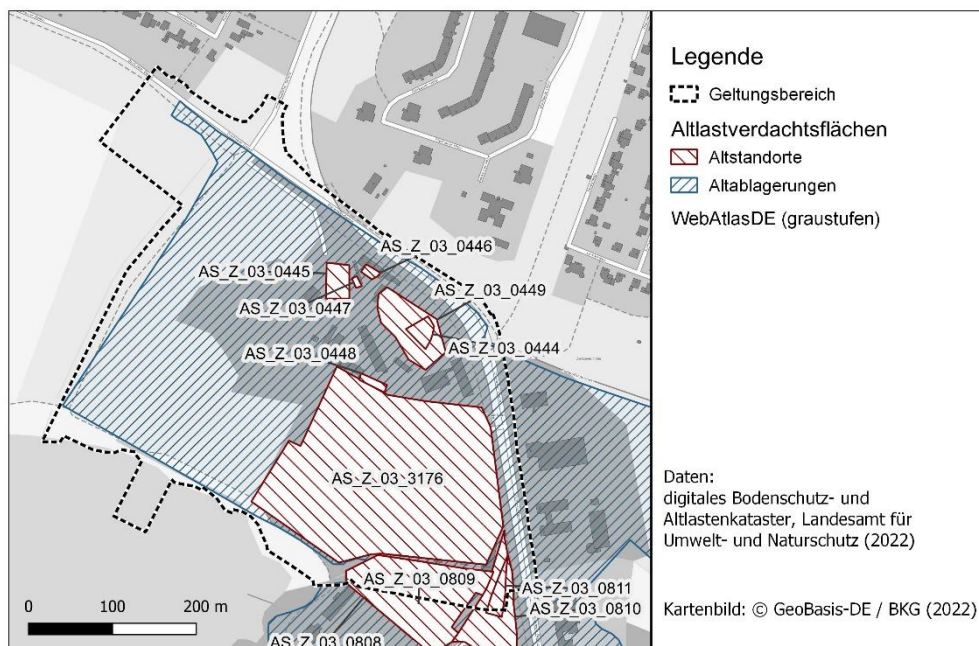 AS_Z_03_0446
AS_Z_03_0445
AS_Z_03_0449
AS_Z_03_0447
AS_Z_03_0444
AS_Z_03_0448
AS_Z_03_3176
AS_Z_03_0809
AS_Z_03_0811
AS_Z_03_0810
AS_Z_03_0808
0 100 200 m
Legende
Geltungsbereich
Altlastverdachtsflächen
Altstandorte
Altablagerungen
WebAtlasDE (graustufen)
Daten:
digitales Bodenschutz- und
Altlastenkataster, Landesamt für
Umwelt- und Naturschutz (2022)
Kartenbild: © GeoBasis-DE / BKG (2022)